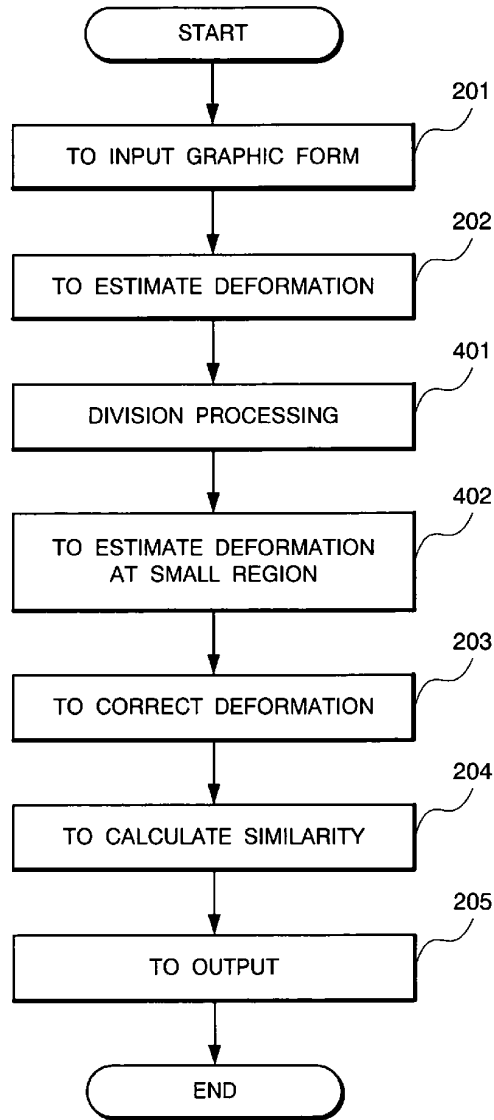 START
201
TO INPUT GRAPHIC FORM
202
TO ESTIMATE DEFORMATION
401
DIVISION PROCESSING
402
TO ESTIMATE DEFORMATION
AT SMALL REGION
203
TO CORRECT DEFORMATION
204
TO CALCULATE SIMILARITY
205
TO OUTPUT
END